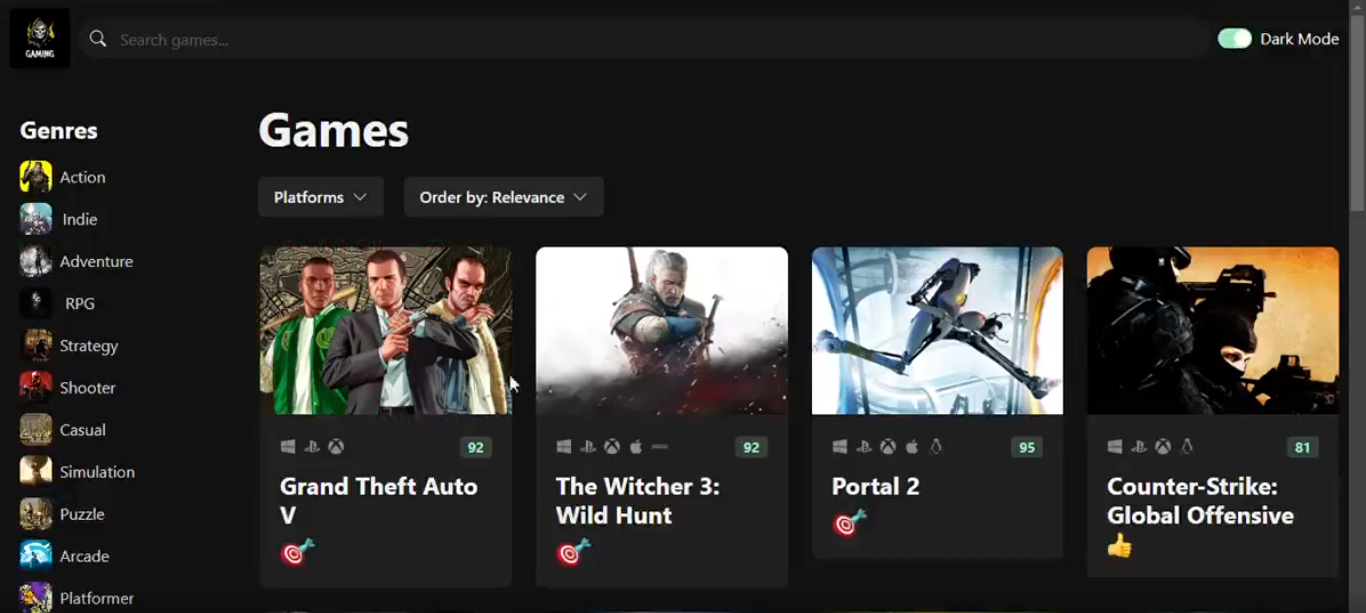 GAMING
Search games...
Dark Mode
Genres
Action
Indie
Adventure
RPG
Strategy
Shooter
Casual
Simulation
Puzzle
Arcade
Platformer
Games
Platforms
Order by: Relevance
92
Grand Theft Auto
V
92
The Witcher 3:
Wild Hunt
95
Portal 2
81
Counter-Strike:
Global Offensive